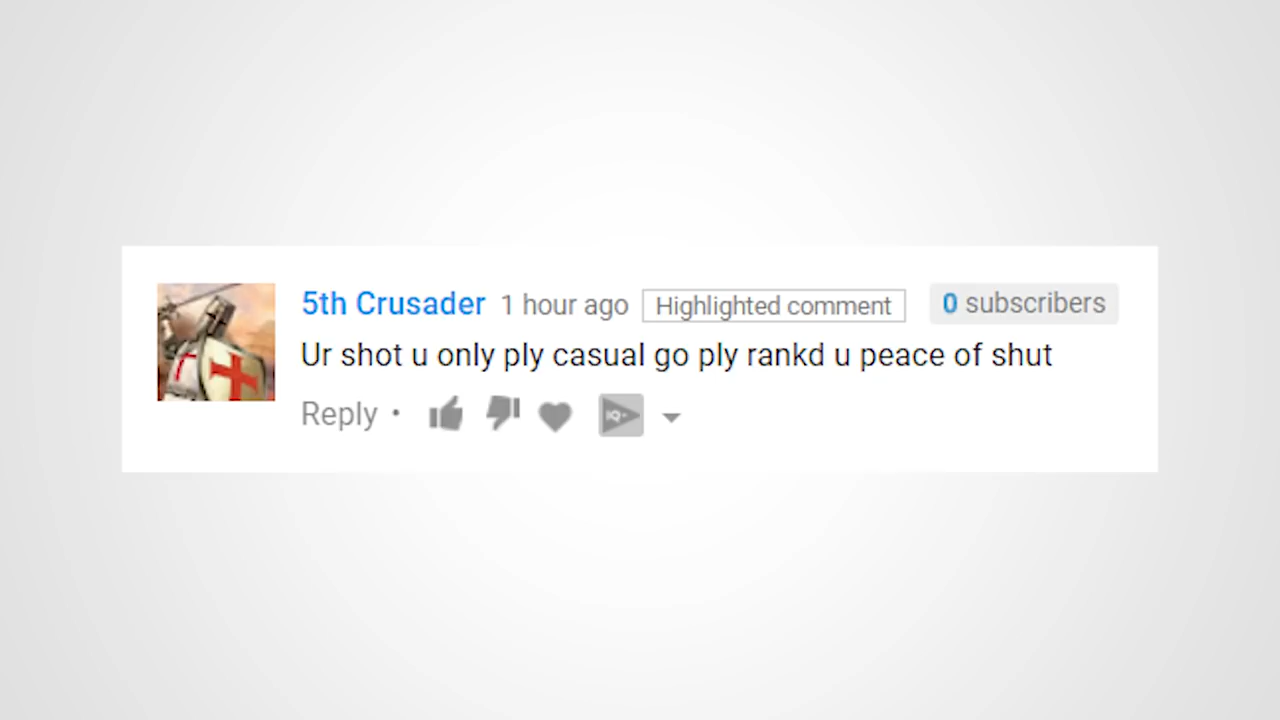 5th Crusader 1 hour ago Highlighted comment 0 subscribers
Ur shot u only ply casual go ply rankd u peace of shut
Reply •